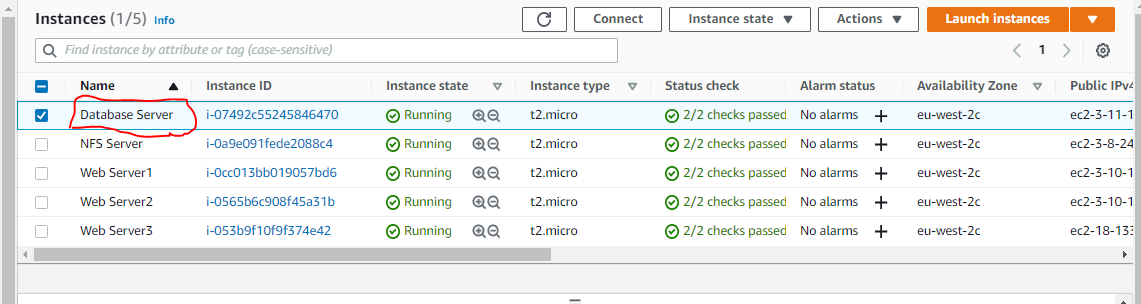 Instances (1/5) Info Connect Instance state Actions Launch instances
Find instance by attribute or tag (case-sensitive) 1
Name Instance ID Instance state Instance type Status check Alarm status Availability Zone Public IPv4
Database Server i-07492c55245846470 Running t2.micro 2/2 checks passed No alarms eu-west-2c ec2-3-11-1
NFS Server i-0a9e091fede2088c4 Running t2.micro 2/2 checks passed No alarms eu-west-2c ec2-3-8-24
Web Server1 i-0cc013bb019057bd6 Running t2.micro 2/2 checks passed No alarms eu-west-2c ec2-3-10-1
Web Server2 i-0565b6c908f45a31b Running t2.micro 2/2 checks passed No alarms eu-west-2c ec2-3-10-1
Web Server3 i-053b9f10f9f374e42 Running t2.micro 2/2 checks passed No alarms eu-west-2c ec2-18-133